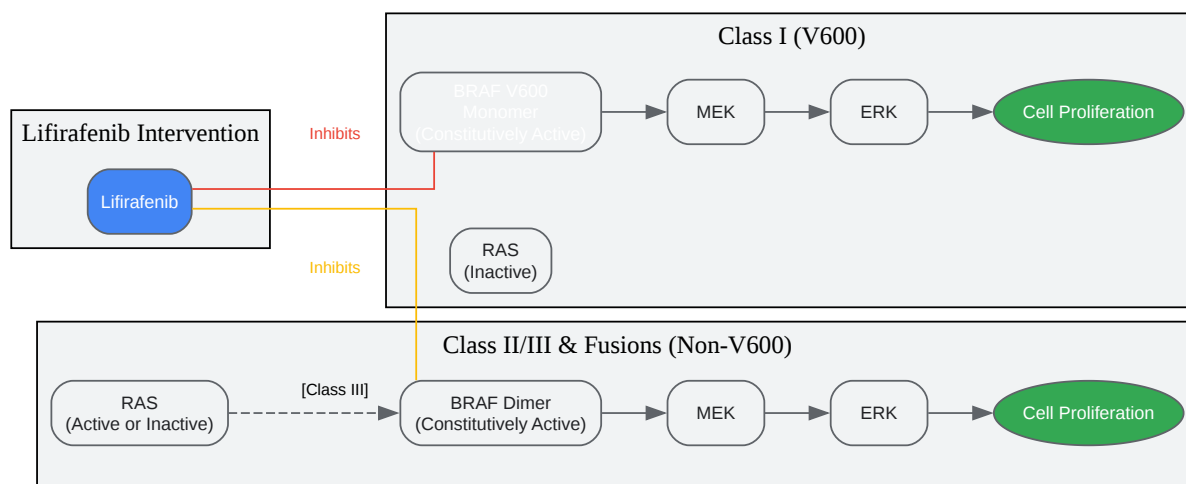 Class I (V600)
BRAF V600
Monomer
(Constitutively Active)
MEK
ERK
Cell Proliferation
Lifirafenib Intervention
Inhibits
Lifirafenib
RAS
(Inactive)
Inhibits
Class II/III & Fusions (Non-V600)
RAS
(Active or Inactive)
[Class III]
BRAF Dimer
(Constitutively Active)
MEK
ERK
Cell Proliferation